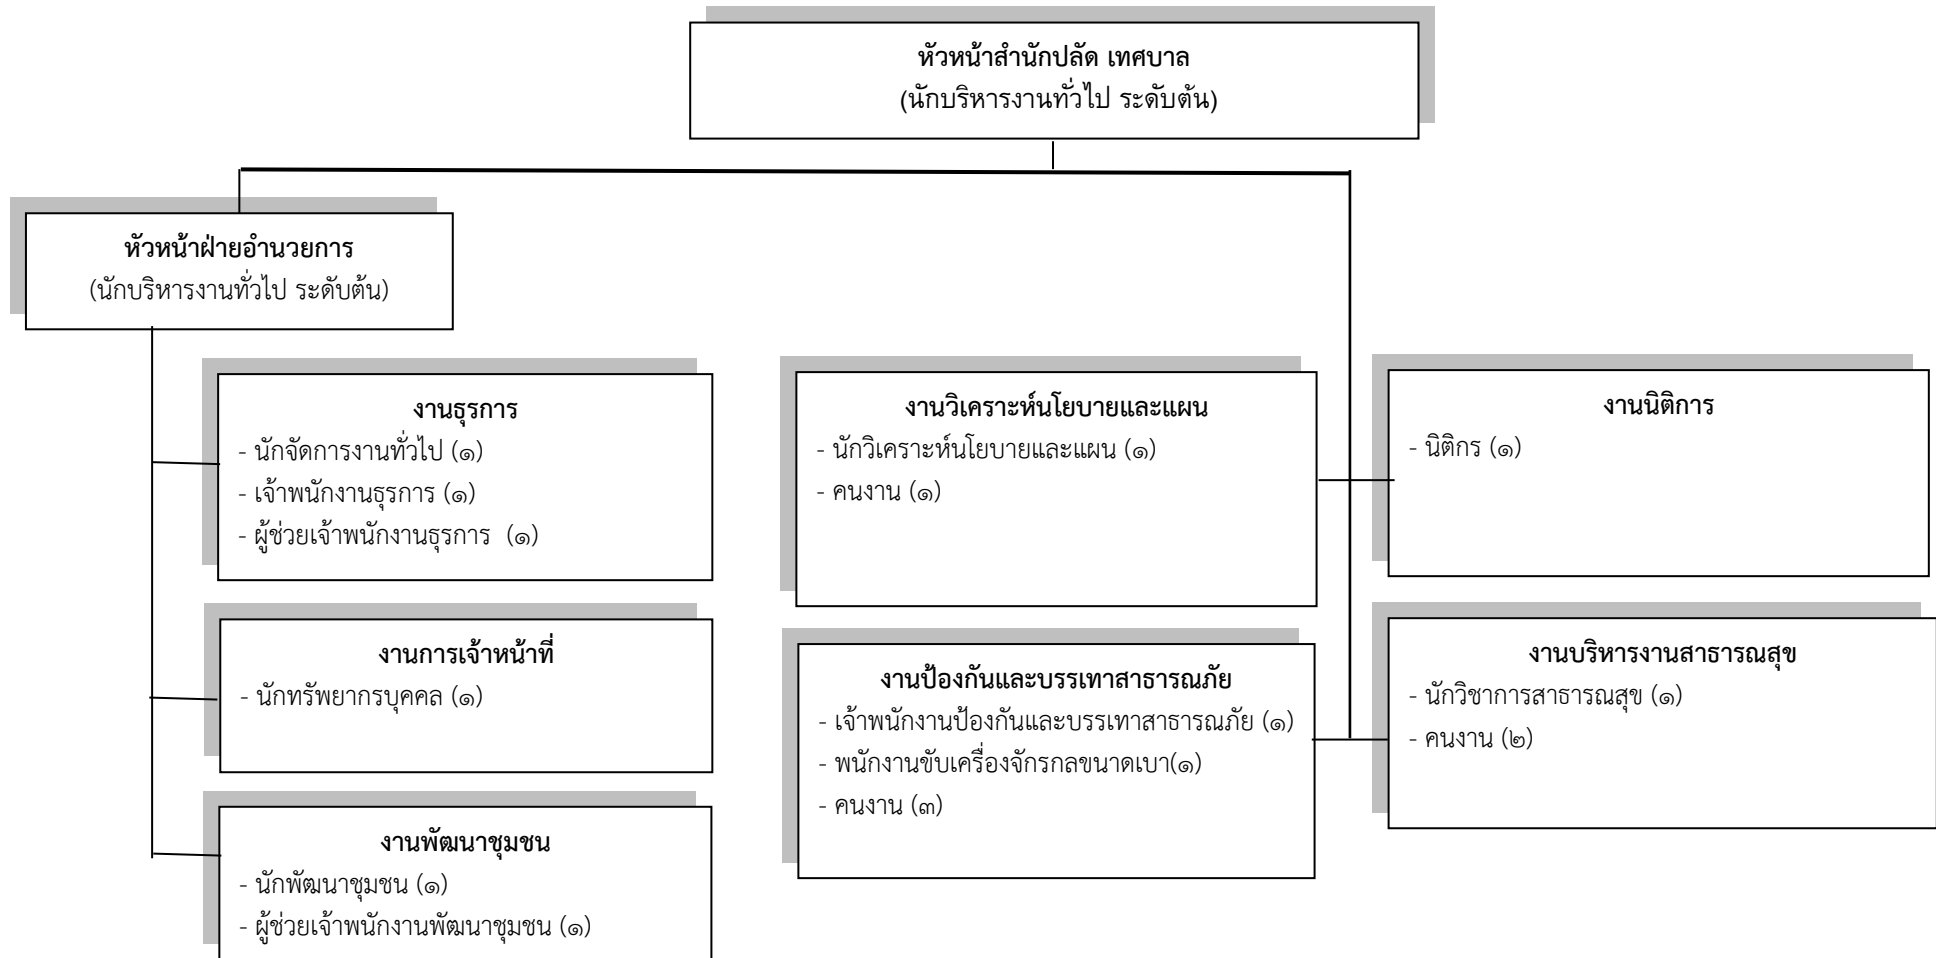 หัวหน้าสำนักปลัด เทศบาล
(นักบริหารงานทั่วไป ระดับต้น)
หัวหน้าฝ่ายอำนวยการ
(นักบริหารงานทั่วไป ระดับต้น)
งานธุรการ
- นักจัดการงานทั่วไป (๑)
- เจ้าพนักงานธุรการ (๑)
- ผู้ช่วยเจ้าพนักงานธุรการ (๑)
งานการเจ้าหน้าที่
- นักทรัพยากรบุคคล (๑)
งานพัฒนาชุมชน
- นักพัฒนาชุมชน (๑)
- ผู้ช่วยเจ้าพนักงานพัฒนาชุมชน (๑)
งานวิเคราะห์นโยบายและแผน
- นักวิเคราะห์นโยบายและแผน (๑)
- คนงาน (๑)
งานป้องกันและบรรเทาสาธารณภัย
- เจ้าพนักงานป้องกันและบรรเทาสาธารณภัย (๑)
- พนักงานขับเครื่องจักรกลขนาดเบา(๑)
- คนงาน (๓)
งานนิติการ
- นิติกร (๑)
งานบริหารงานสาธารณสุข
- นักวิชาการสาธารณสุข (๑)
- คนงาน (๒)